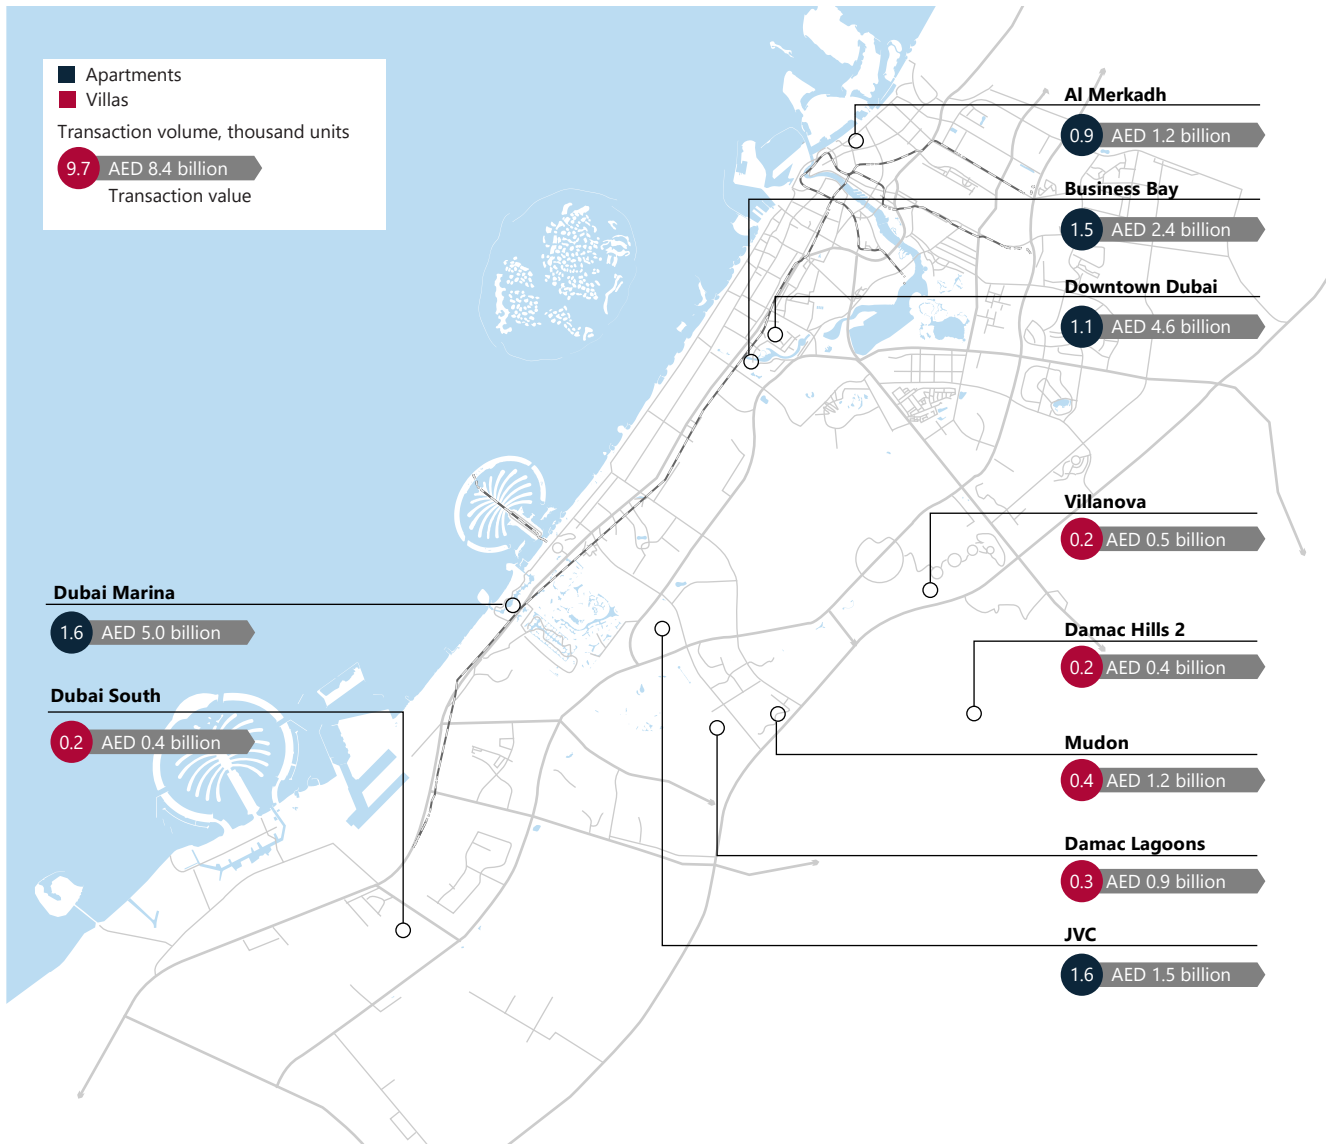 Apartments
Villas
Transaction volume, thousand units
9.7 AED 8.4 billion
Transaction value
Al Merkadh
0.9 AED 1.2 billion
Business Bay
1.5 AED 2.4 billion
Downtown Dubai
1.1 AED 4.6 billion
Villanova
0.2 AED 0.5 billion
Dubai Marina
1.6 AED 5.0 billion
Damac Hills 2
0.2 AED 0.4 billion
Dubai South
0.2 AED 0.4 billion
Mudon
0.4 AED 1.2 billion
Damac Lagoons
0.3 AED 0.9 billion
JVC
1.6 AED 1.5 billion